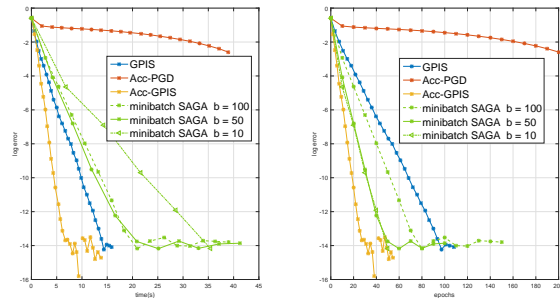 0
-2
-4
-6
-8
-10
-12
-14
-16
log error
GPIS
Acc-PGD
Acc-GPIS
minibatch SAGA b = 100
minibatch SAGA b = 50
minibatch SAGA b = 10
0 5 10 15 20 25 30 35 40 45
time(s)
0
-2
-4
-6
-8
-10
-12
-14
-16
log error
GPIS
Acc-PGD
Acc-GPIS
minibatch SAGA b = 100
minibatch SAGA b = 50
minibatch SAGA b = 10
0 20 40 60 80 100 120 140 160 180 200
epochs